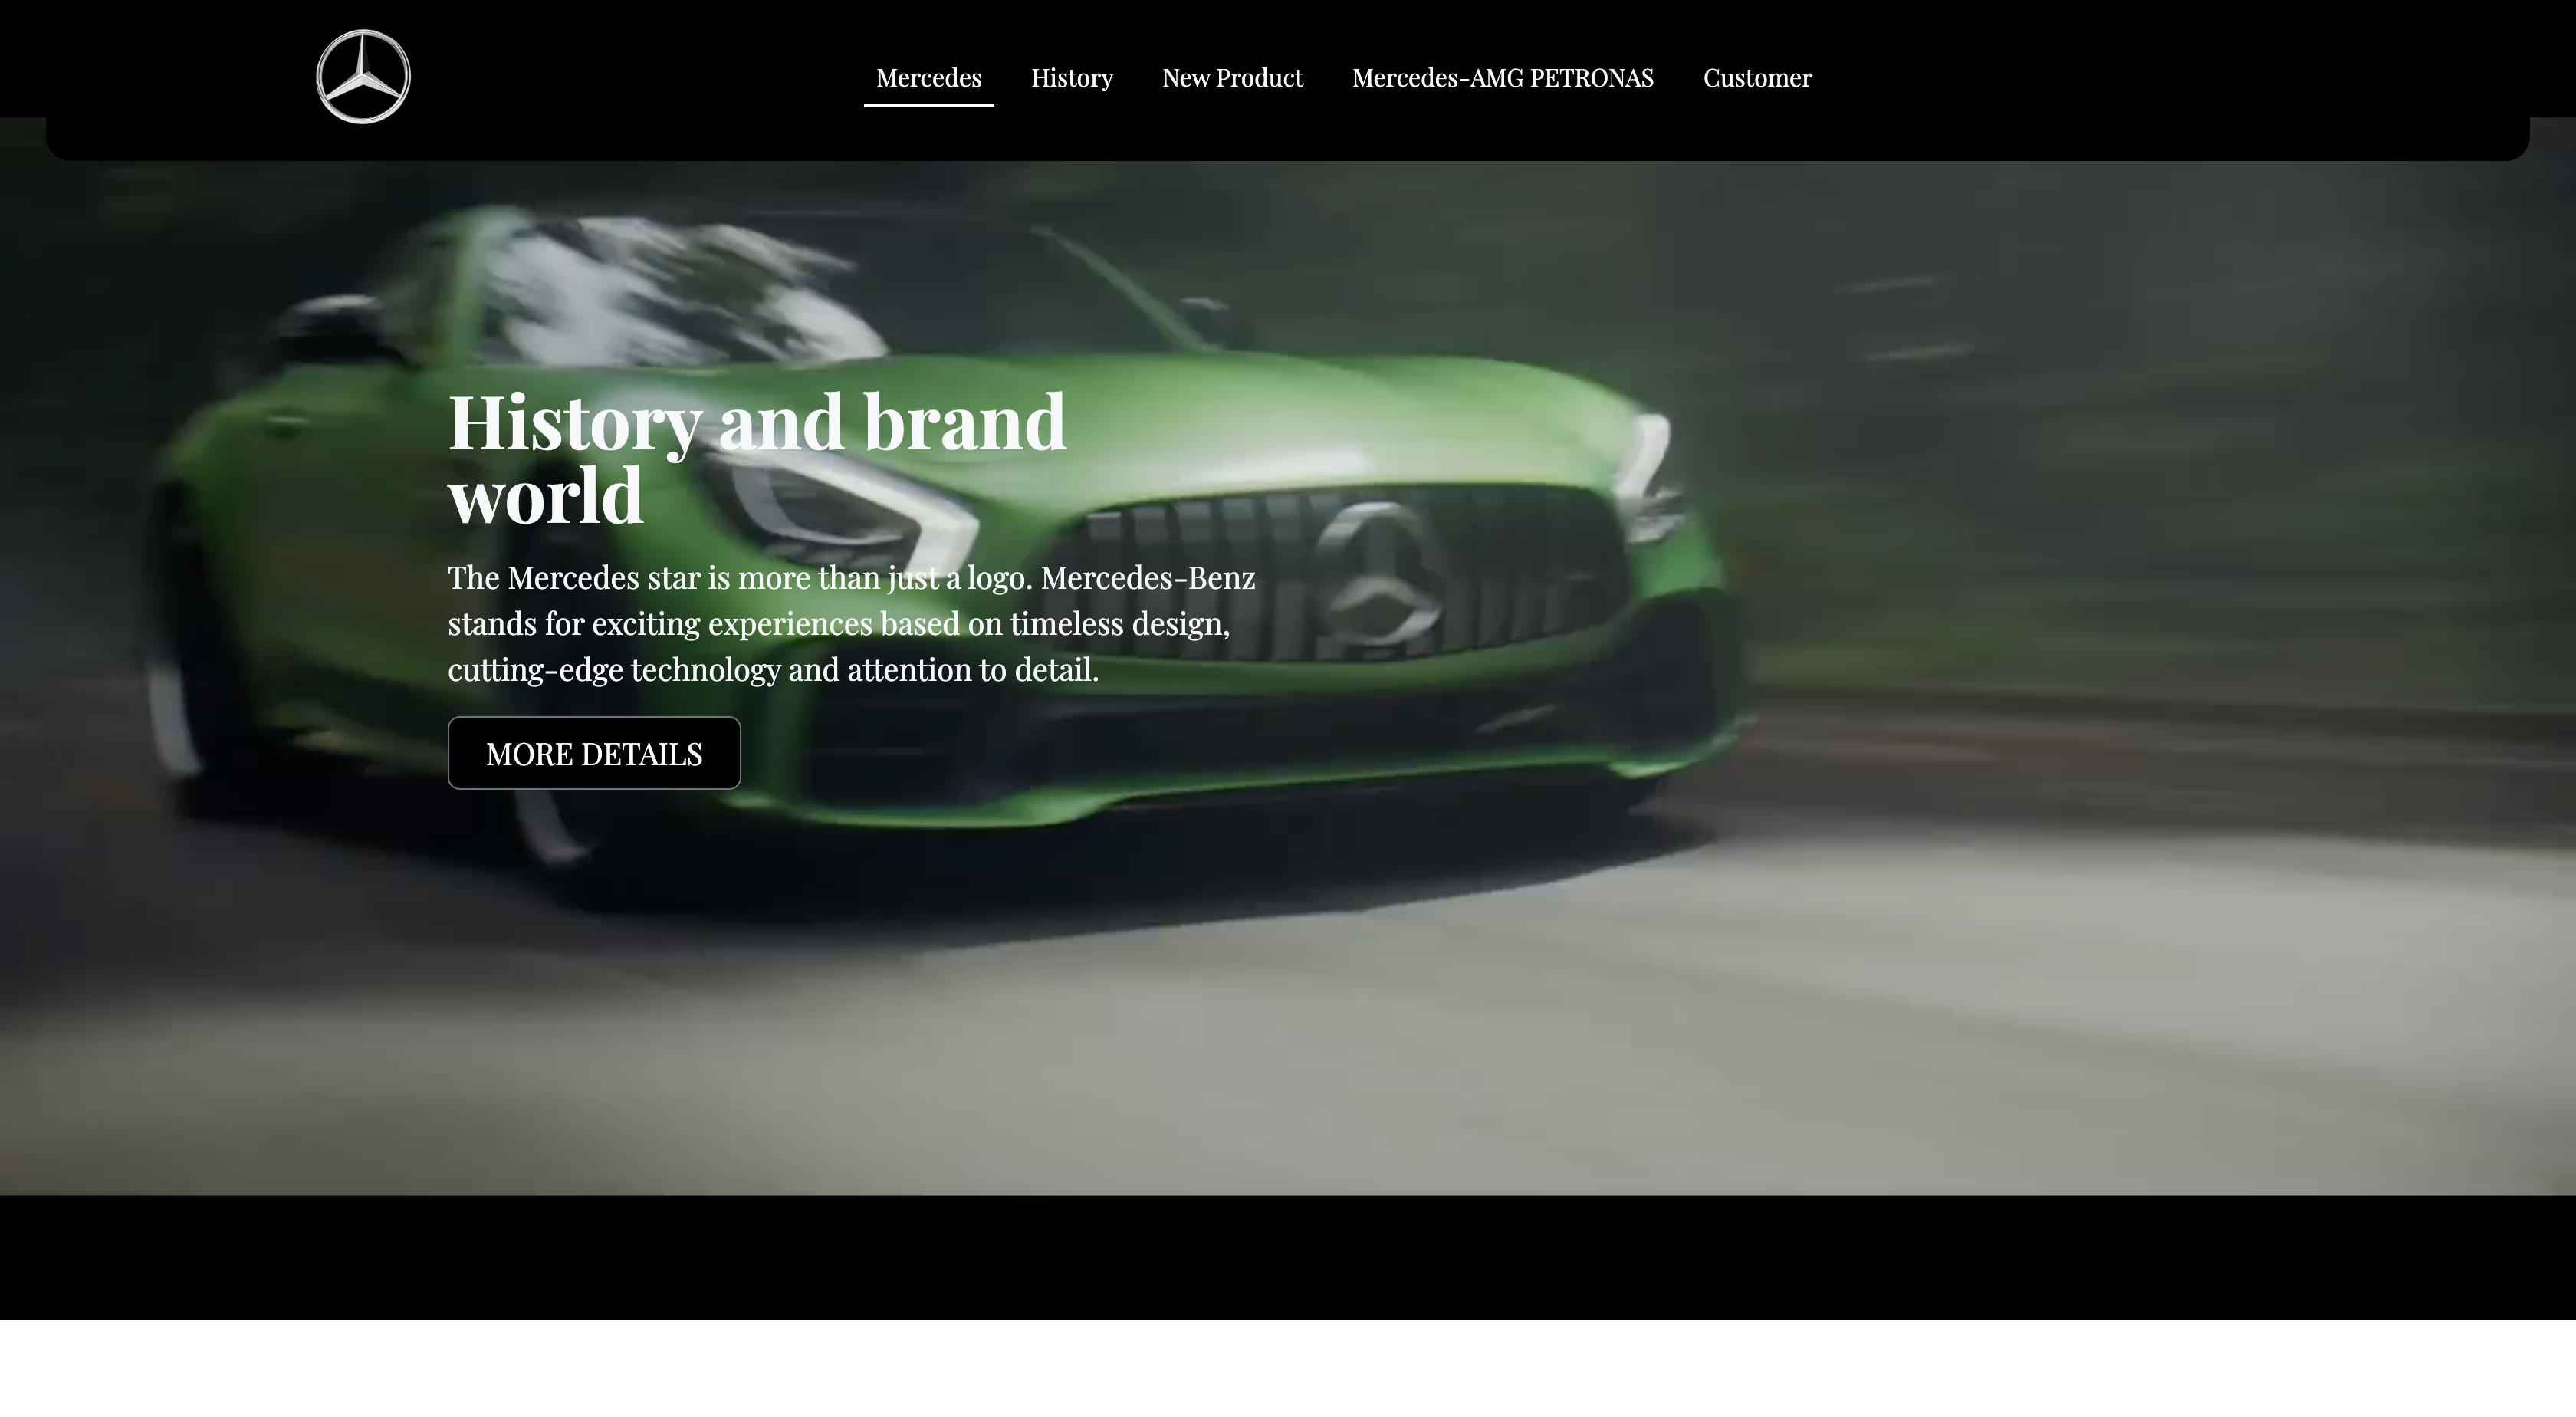 Mercedes History New Product Mercedes-AMG PETRONAS Customer
History and brand
world
The Mercedes star is more than just a logo. Mercedes-Benz
stands for exciting experiences based on timeless design,
cutting-edge technology and attention to detail.
MORE DETAILS